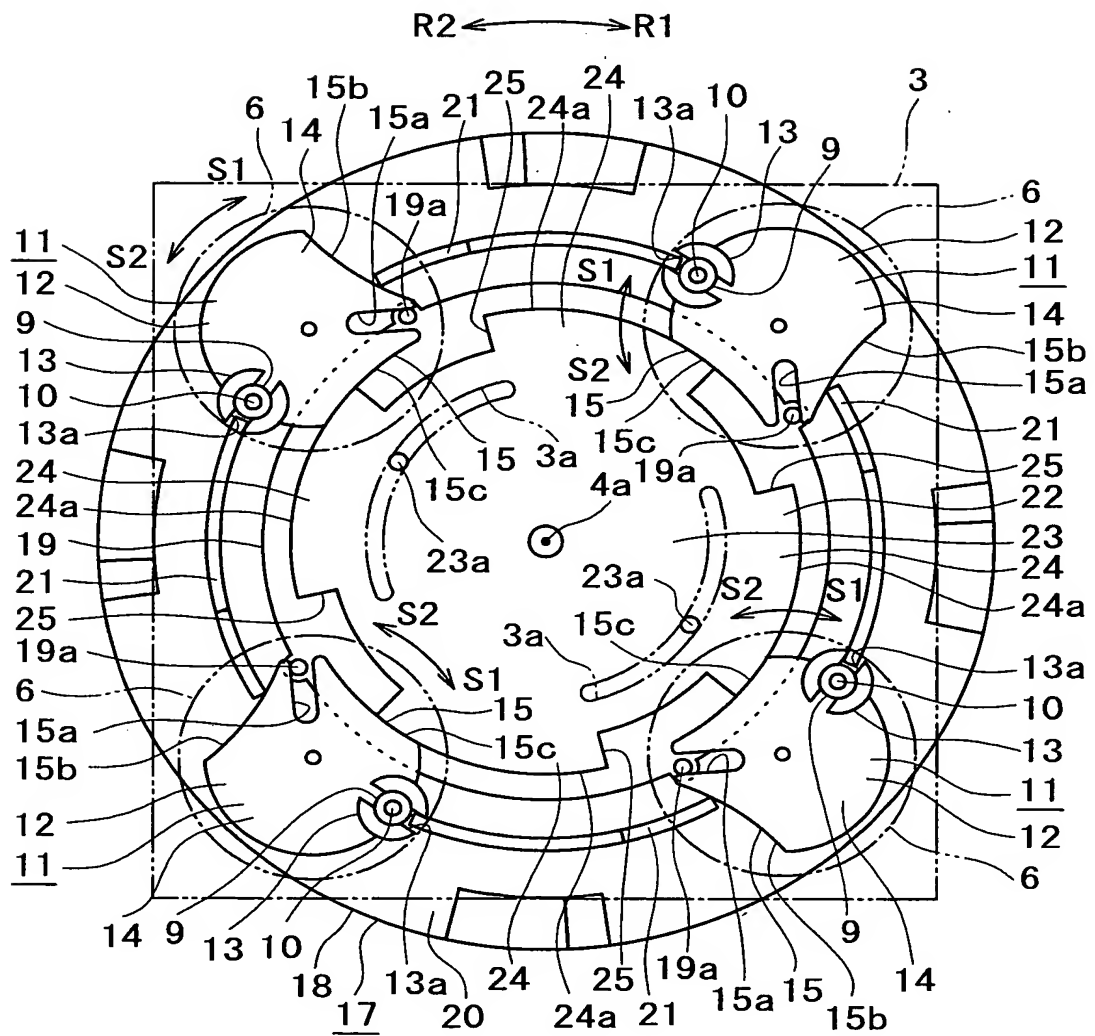 R2 R1
25 24
15b 24a 24 10 3
6 15a 21 13a 13
14 9
S1 6
19a 12
S2 11
11 S1 14
12
9 15b
13 S2 15a
10 15
13a 15 15c 21
3a 19a
24 15c 25
24a 4a 22
19 23a 23
21 24
25 S2 23a S2 S1 24a
19a 15c
6 3a 13a
S1 10
15a 15 13
15b 15c
12 11
11 12
6
14 9 13 10 13a 24 25 19a 15a 15 9 14
18 24a 21 15b
17 20